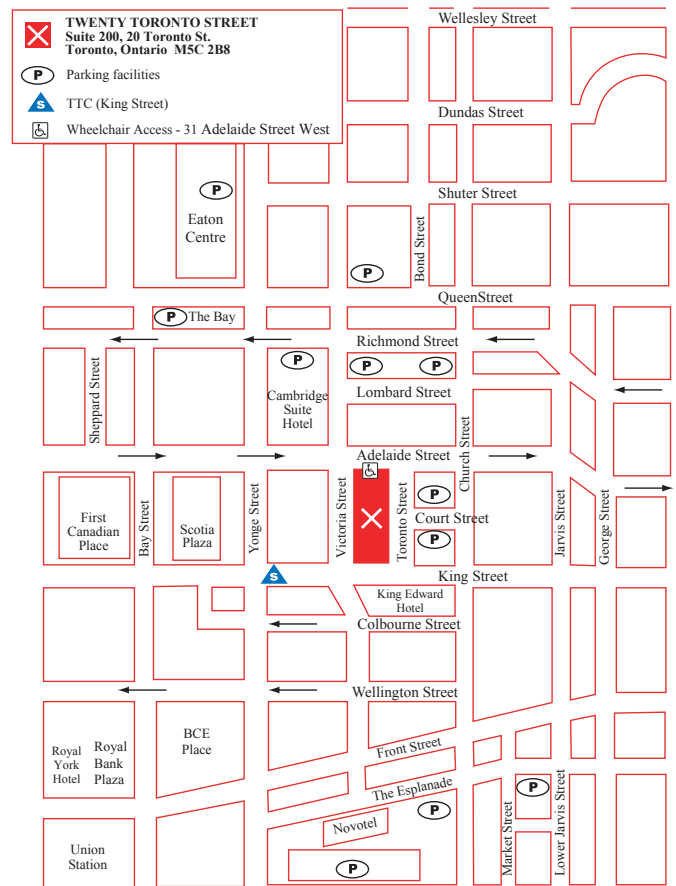 TWENTY TORONTO STREET
Suite 200, 20 Toronto St.
Toronto, Ontario M5C 2B8
P Parking facilities
S TTC (King Street)
Wheelchair Access - 31 Adelaide Street West
Wellesley Street
Dundas Street
Shuter Street
P
Eaton
Centre
Bond Street
P
QueenStreet
P The Bay
Richmond Street
P
P
P
Sheppard Street
Cambridge
Suite
Hotel
Lombard Street
Church Street
Adelaide Street
First
Canadian
Place
Bay Street
Scotia
Plaza
Yonge Street
Victoria Street
Toronto Street
P
Court Street
P
Jarvis Street
George Street
S
King Street
King Edward
Hotel
Colbourne Street
Wellington Street
Royal
York
Hotel
Royal
Bank
Plaza
BCE
Place
Front Street
The Esplanade
P
P
Novotel
Market Street
Lower Jarvis Street
Union
Station
P